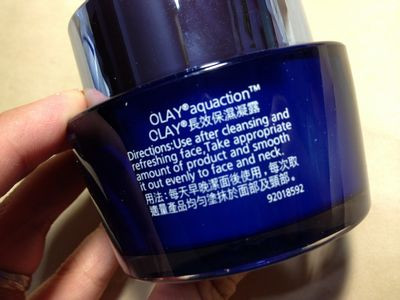 OLAY®aquaction™
OLAY®長效保濕凝露
Directions:Use after cleansing and
refreshing face,Take appropriate
amount of product and smooth
it out evenly to face and neck.
用法:每天早晚潔面後使用,每次取
適量產品均勻塗抹於面部及頸部。
92018592